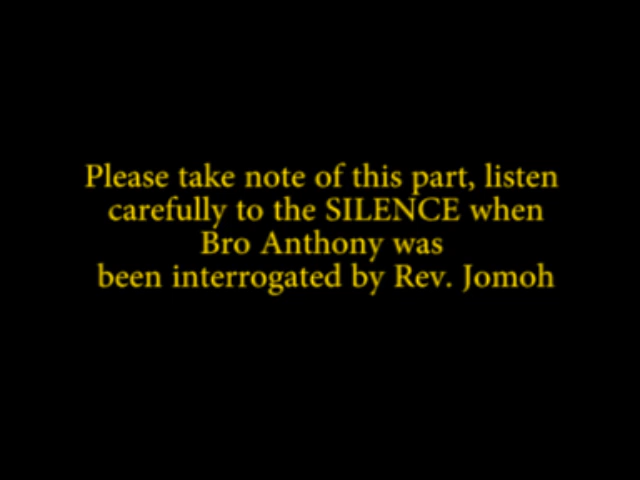 Please take note of this part, listen
carefully to the SILENCE when
Bro Anthony was
been interrogated by Rev. Jomoh